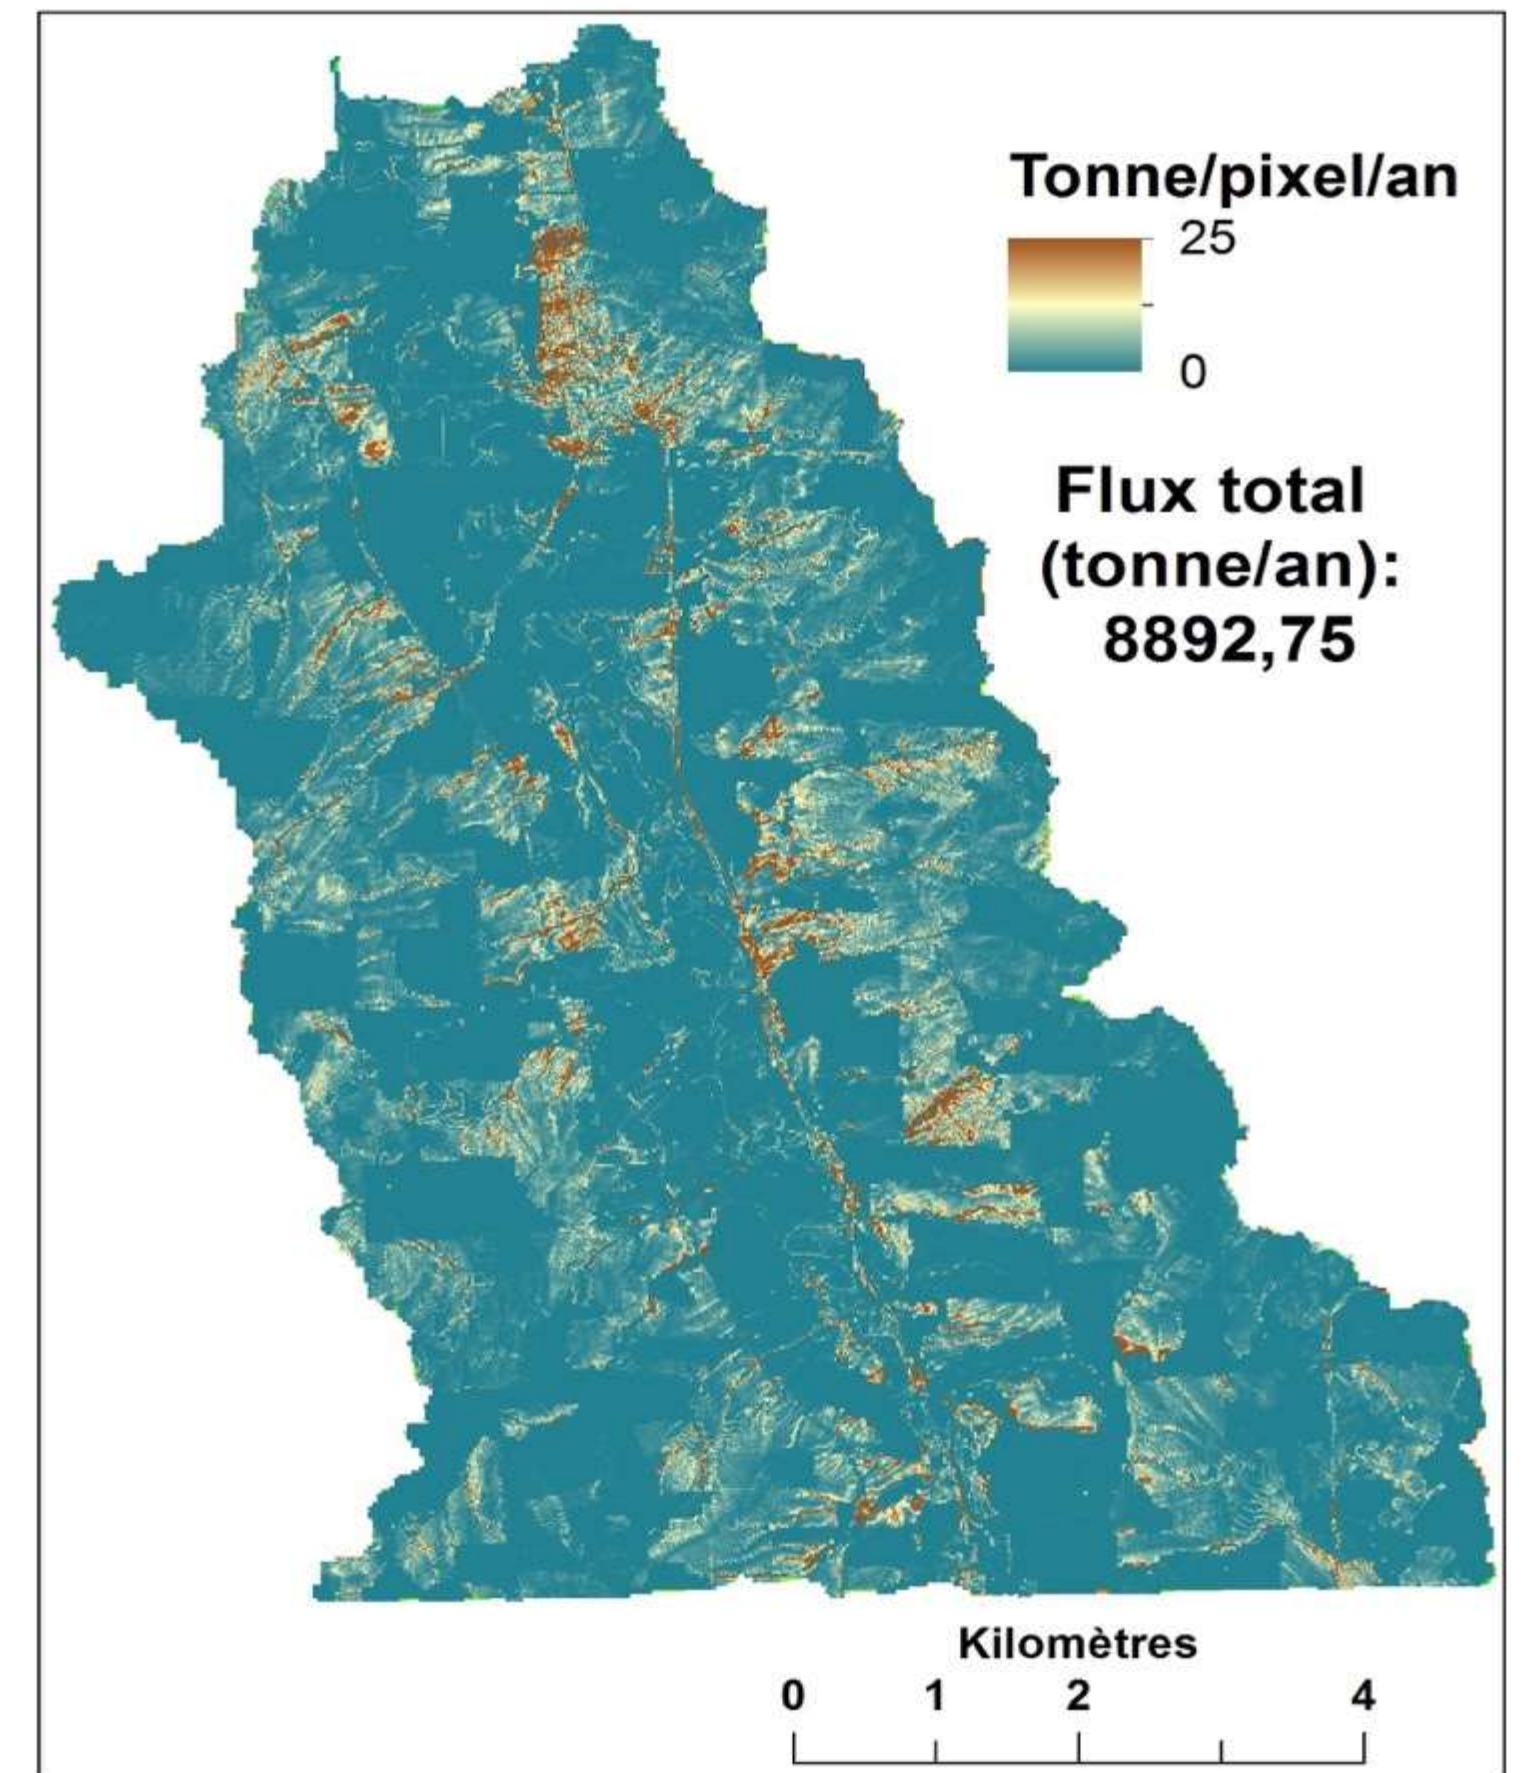 Tonne/pixel/an
25
0
Flux total
(tonne/an):
8892,75
Kilomètres
0 1 2 4